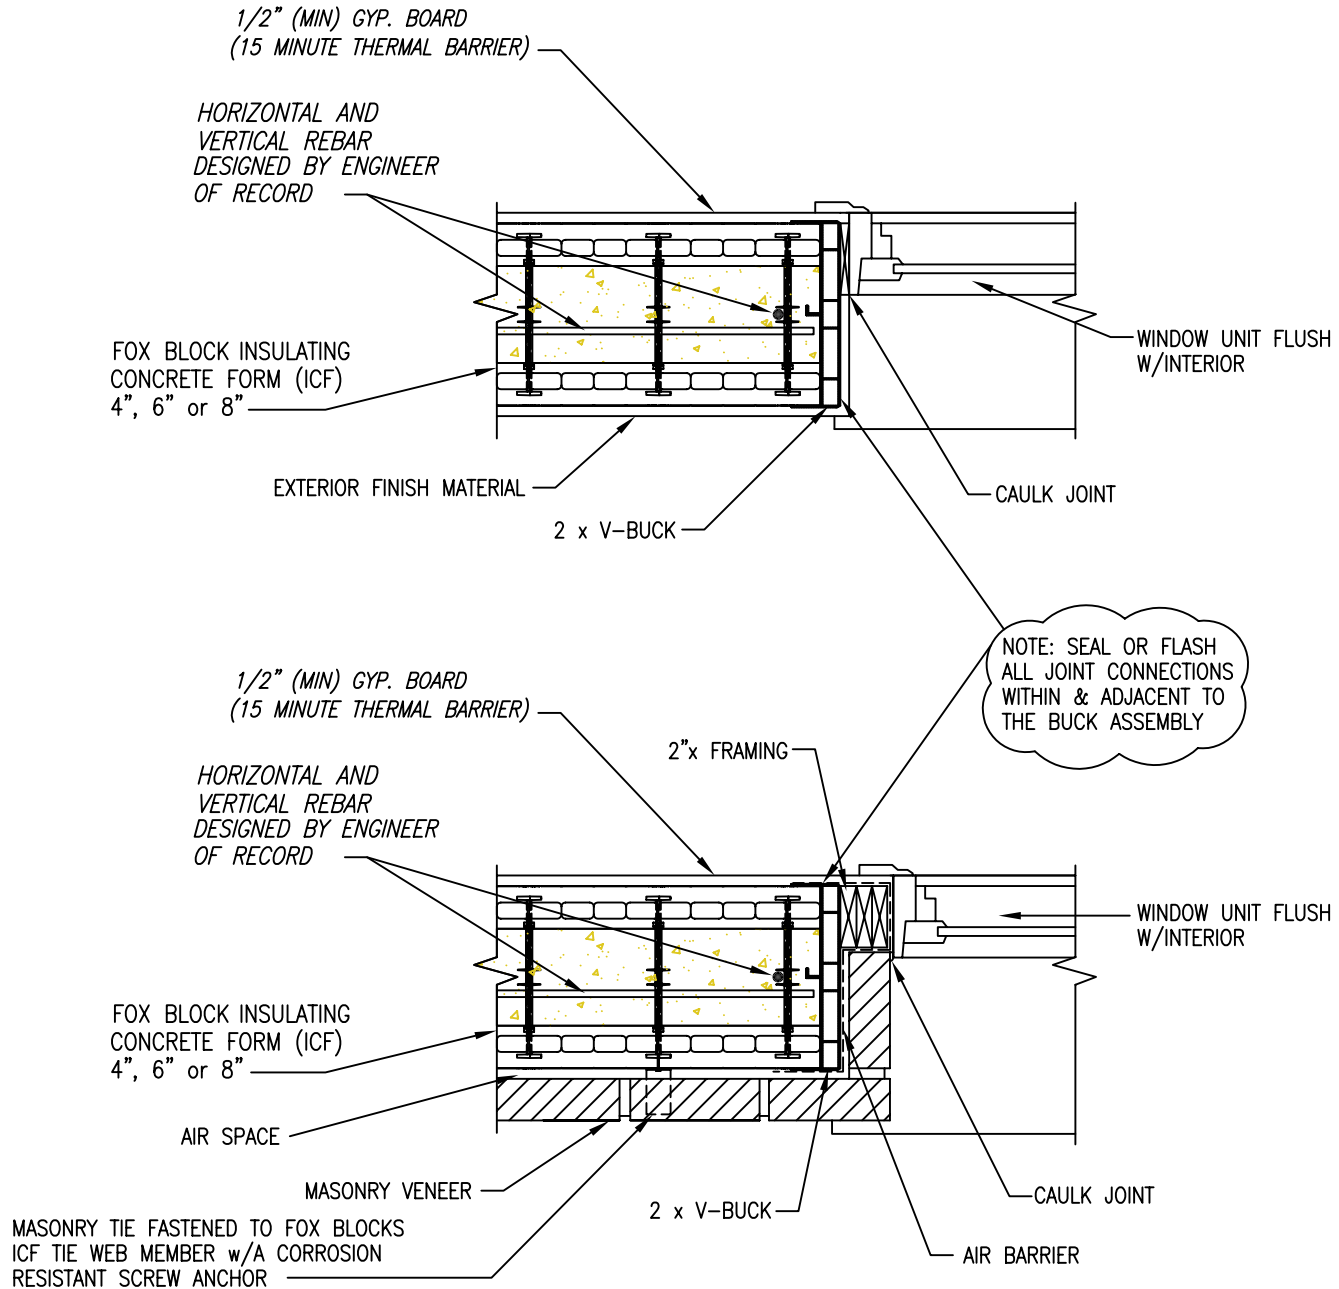 1/2" (MIN) GYP. BOARD
(15 MINUTE THERMAL BARRIER)
HORIZONTAL AND
VERTICAL REBAR
DESIGNED BY ENGINEER
OF RECORD
FOX BLOCK INSULATING
CONCRETE FORM (ICF)
4", 6" or 8"
WINDOW UNIT FLUSH
W/INTERIOR
EXTERIOR FINISH MATERIAL
CAULK JOINT
2 x V-BUCK
NOTE: SEAL OR FLASH
ALL JOINT CONNECTIONS
WITHIN & ADJACENT TO
THE BUCK ASSEMBLY
1/2" (MIN) GYP. BOARD
(15 MINUTE THERMAL BARRIER)
2"x FRAMING
HORIZONTAL AND
VERTICAL REBAR
DESIGNED BY ENGINEER
OF RECORD
WINDOW UNIT FLUSH
W/INTERIOR
FOX BLOCK INSULATING
CONCRETE FORM (ICF)
4", 6" or 8"
AIR SPACE
MASONRY VENEER
CAULK JOINT
2 x V-BUCK
MASONRY TIE FASTENED TO FOX BLOCKS
ICF TIE WEB MEMBER w/A CORROSION
RESISTANT SCREW ANCHOR
AIR BARRIER